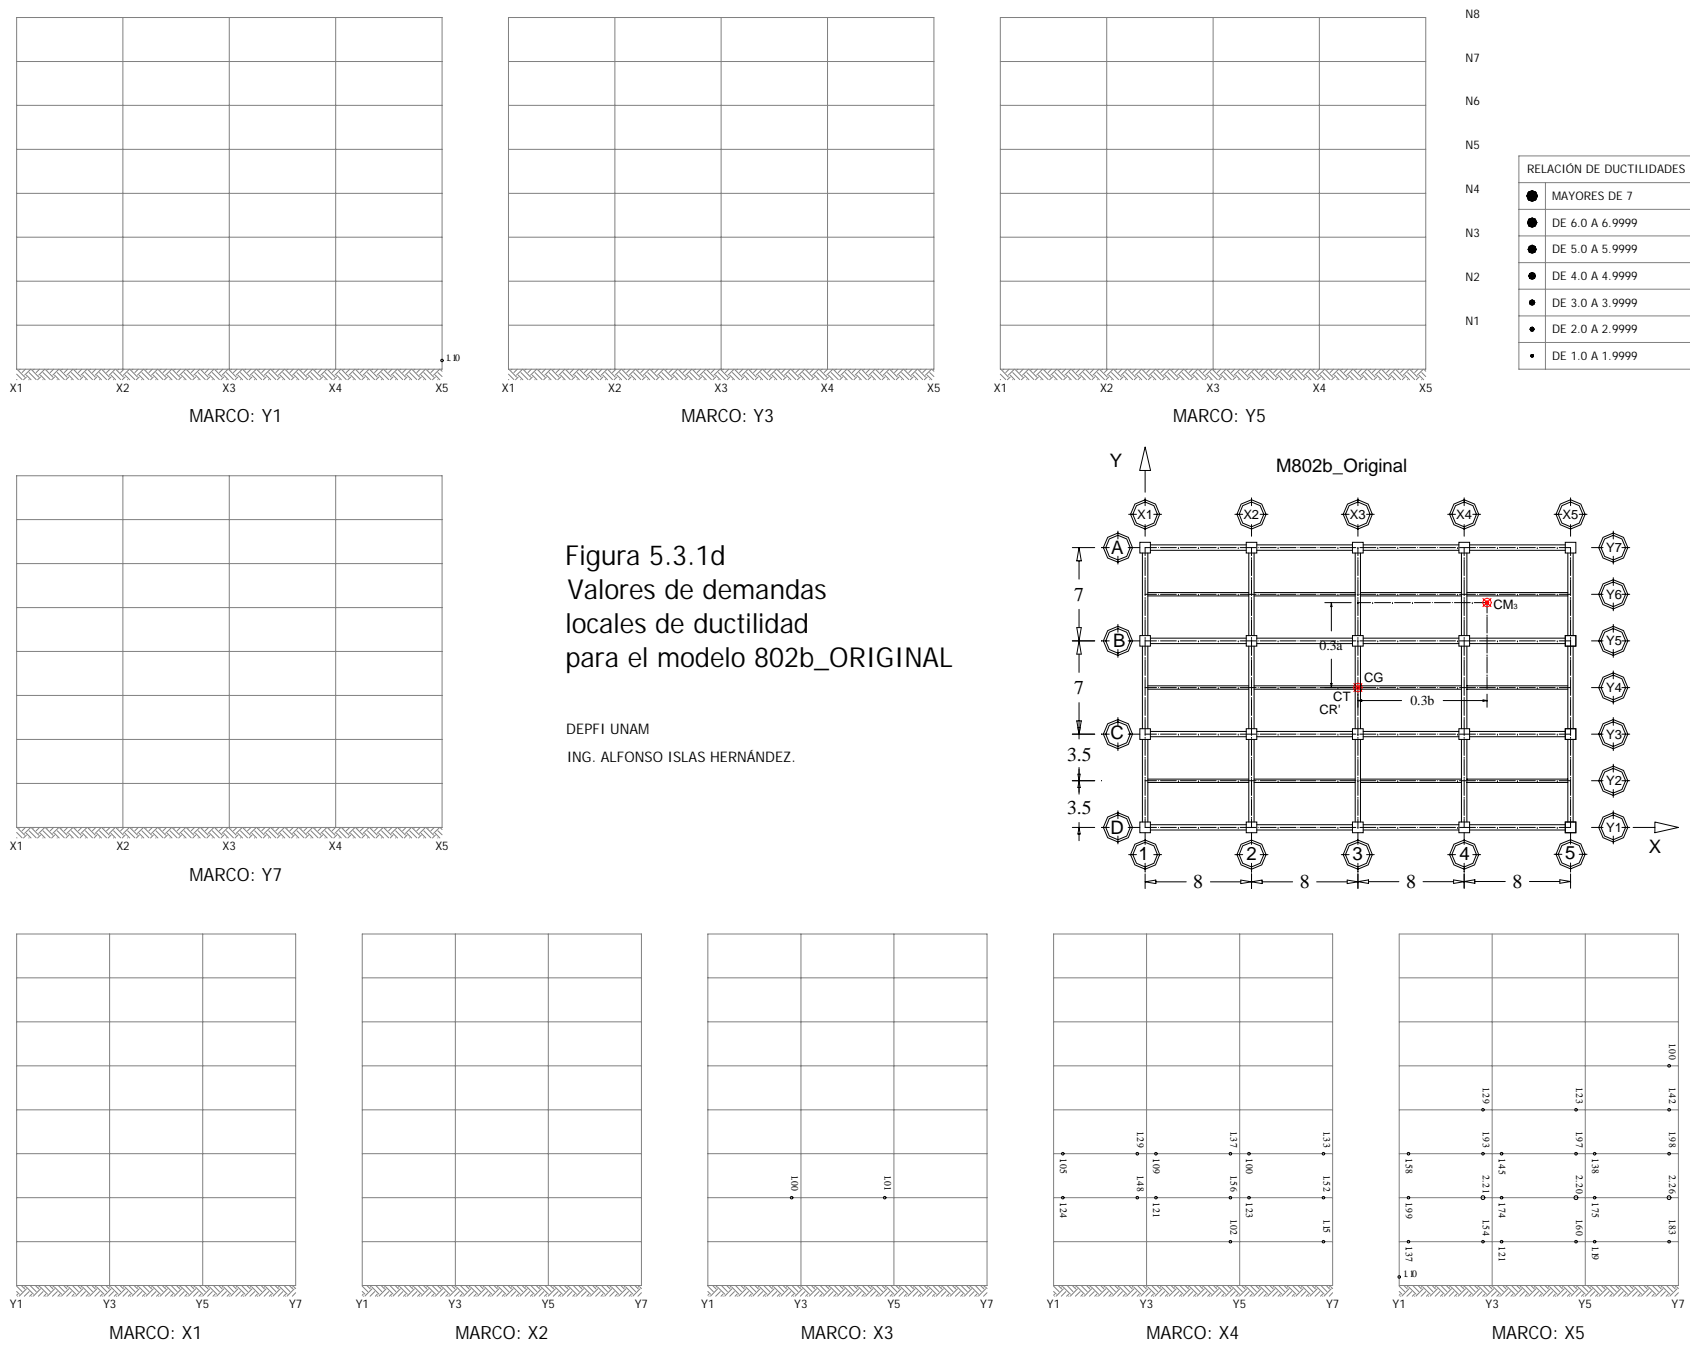 N8
N7
N6
N5
N4
N3
N2
N1
RELACIÓN DE DUCTILIDADES
MAYORES DE 7
DE 6.0 A 6.9999
DE 5.0 A 5.9999
DE 4.0 A 4.9999
DE 3.0 A 3.9999
DE 2.0 A 2.9999
DE 1.0 A 1.9999
1.10
X1 X2 X3 X4 X5
MARCO: Y1
X1 X2 X3 X4 X5
MARCO: Y3
X1 X2 X3 X4 X5
MARCO: Y5
X1 X2 X3 X4 X5
MARCO: Y7
Figura 5.3.1d
Valores de demandas
locales de ductilidad
para el modelo 802b_ORIGINAL
DEPFI UNAM
ING. ALFONSO ISLAS HERNÁNDEZ.
Y
M802b_Original
X1 X2 X3 X4 X5
A Y7
7
Y6
CM3
B Y5
0.3a
7
CG
Y4
CT
CR'
0.3b
C Y3
3.5
Y2
3.5
D Y1
X
1 2 3 4 5
8 8 8 8
Y1 Y3 Y5 Y7
MARCO: X1
Y1 Y3 Y5 Y7
MARCO: X2
1.00 1.01
Y1 Y3 Y5 Y7
MARCO: X3
1.29 1.37 1.33
1.05 1.09 1.00
1.48 1.56 1.52
1.24 1.21 1.23
1.02 1.15
Y1 Y3 Y5 Y7
MARCO: X4
1.00
1.29 1.23 1.42
1.93 1.97 1.98
1.58 1.45 1.38
2.21 2.20 2.26
1.99 1.74 1.75
1.54 1.60 1.83
1.37 1.21 1.19
1.10
Y1 Y3 Y5 Y7
MARCO: X5